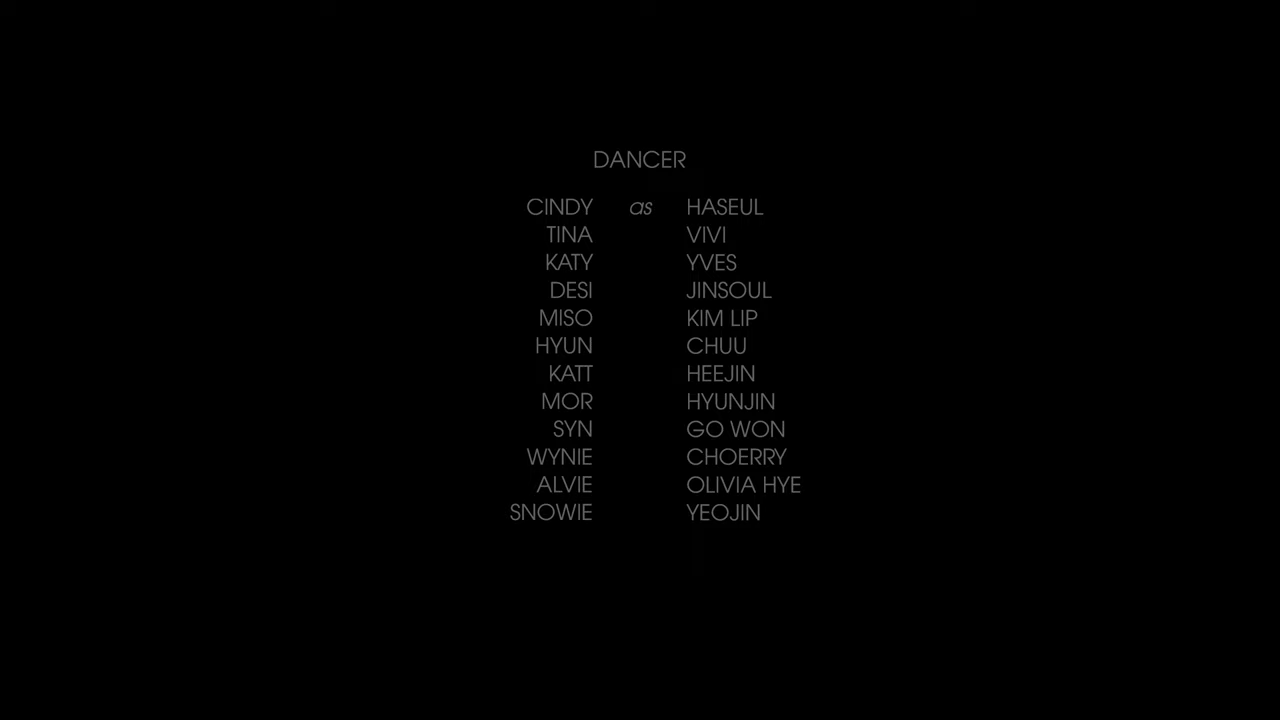 DANCER
CINDY as HASEUL
TINA VIVI
KATY YVES
DESI JINSOUL
MISO KIM LIP
HYUN CHUU
KATT HEEJIN
MOR HYUNJIN
SYN GO WON
WYNIE CHOERRY
ALVIE OLIVIA HYE
SNOWIE YEOJIN